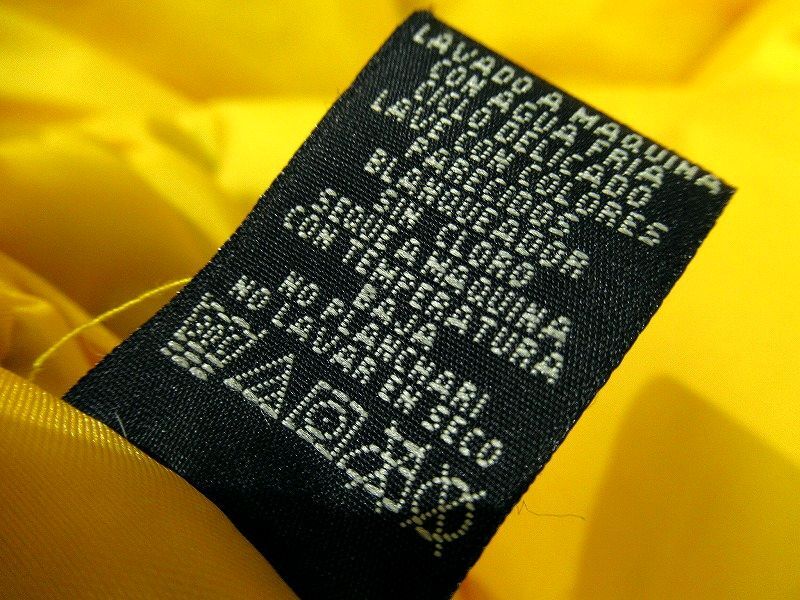 LAVADO A MAQUINA
CON AGUA FRIA
CICLO DELICADO
LAVE CON COLORES
PARECIDOS
BLANQUEADOR
SIN CLORO
SEQUE A MAQUINA
CON TEMPERATURA
BAJA
NO PLANCHAR
NO LAVAR EN SECO